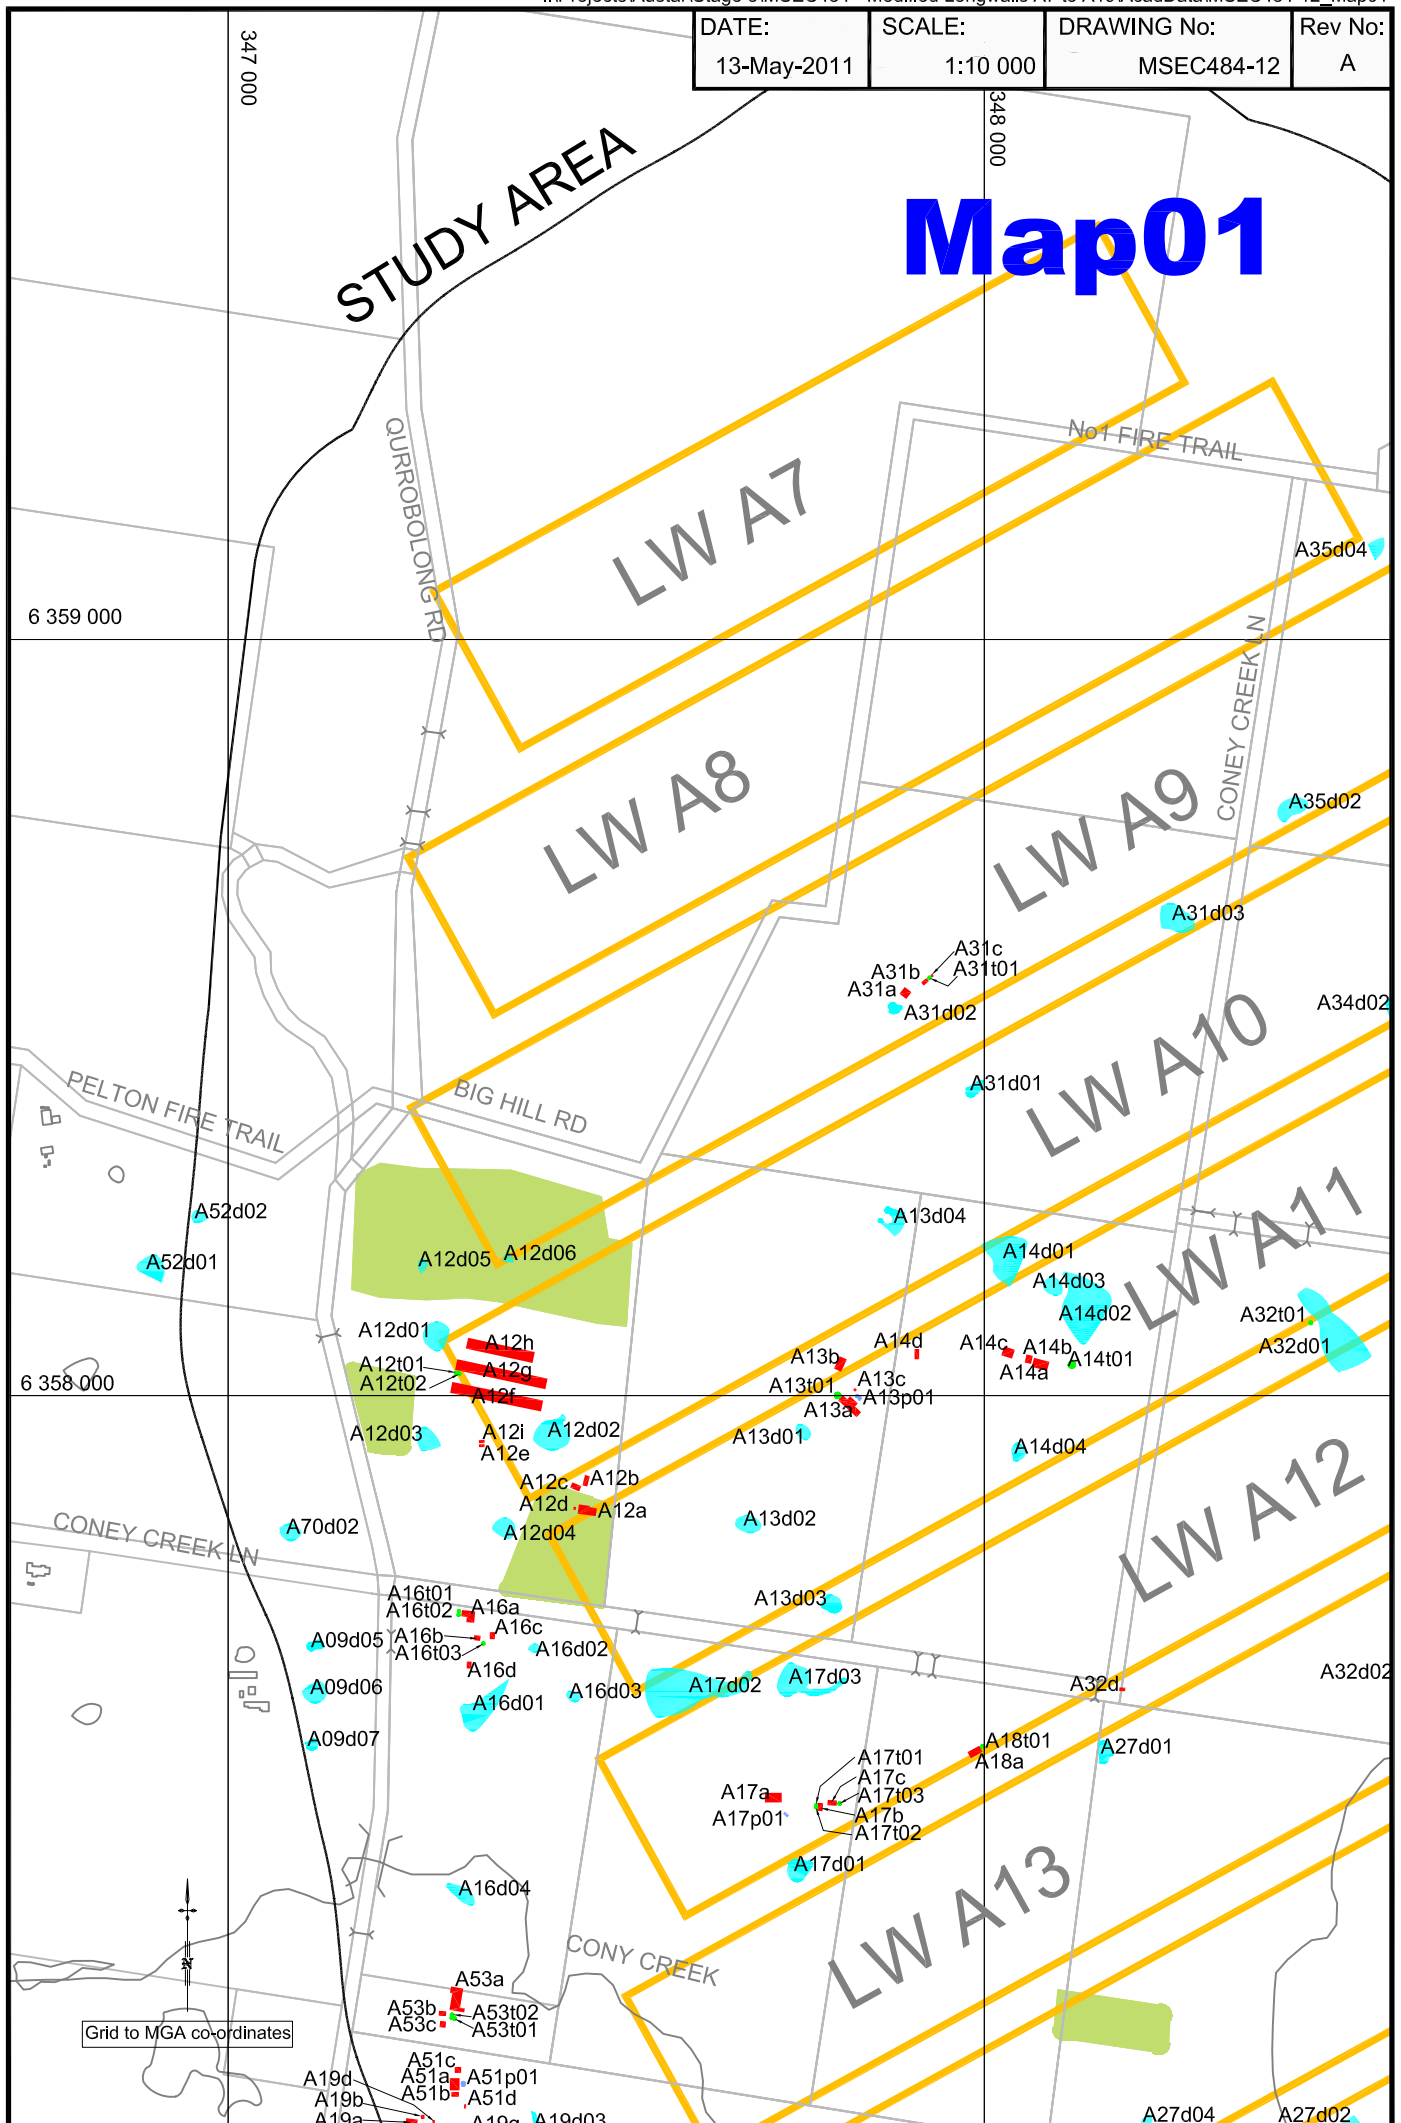 DATE:
13-May-2011
SCALE:
1:10 000
DRAWING No:
MSEC484-12
Rev No:
A
347 000
348 000
STUDY AREA
Map01
QURROBOLONG RD
LW A7
No1 FIRE TRAIL
A35d04
6 359 000
CONEY CREEK LN
LW A8
LW A9
A35d02
A31d03
A31c
A31b
A31t01
A31a
A31d02
A34d02
LW A10
A31d01
PELTON FIRE TRAIL
BIG HILL RD
A52d02
A52d01
A12d05
A12d06
A13d04
A14d01
A14d03
A14d02
LW A11
A32t01
A32d01
A12d01
A12h
A12t01
A12g
A12t02
A12f
6 358 000
A14d
A13b
A14c
A14b
A14a
A14t01
A13c
A13t01
A13p01
A13a
A12d03
A12i
A12e
A12d02
A13d01
A14d04
A12c
A12b
A12d
A12a
LW A12
A70d02
A12d04
A13d02
CONEY CREEK LN
A16t01
A16t02
A16a
A16b
A16c
A16t03
A13d03
A09d05
A16d02
A16d
A09d06
A16d01
A16d03
A17d02
A17d03
A32d
A32d02
A09d07
A18t01
A18a
A27d01
A17t01
A17c
A17a
A17t03
A17p01
A17b
A17t02
A17d01
LW A13
A16d04
CONY CREEK
N
A53a
A53b
A53t02
A53c
A53t01
Grid to MGA co-ordinates
A51c
A51a
A51p01
A19d
A51b
A51d
A19b
A19a
A19d03
A27d04
A27d02